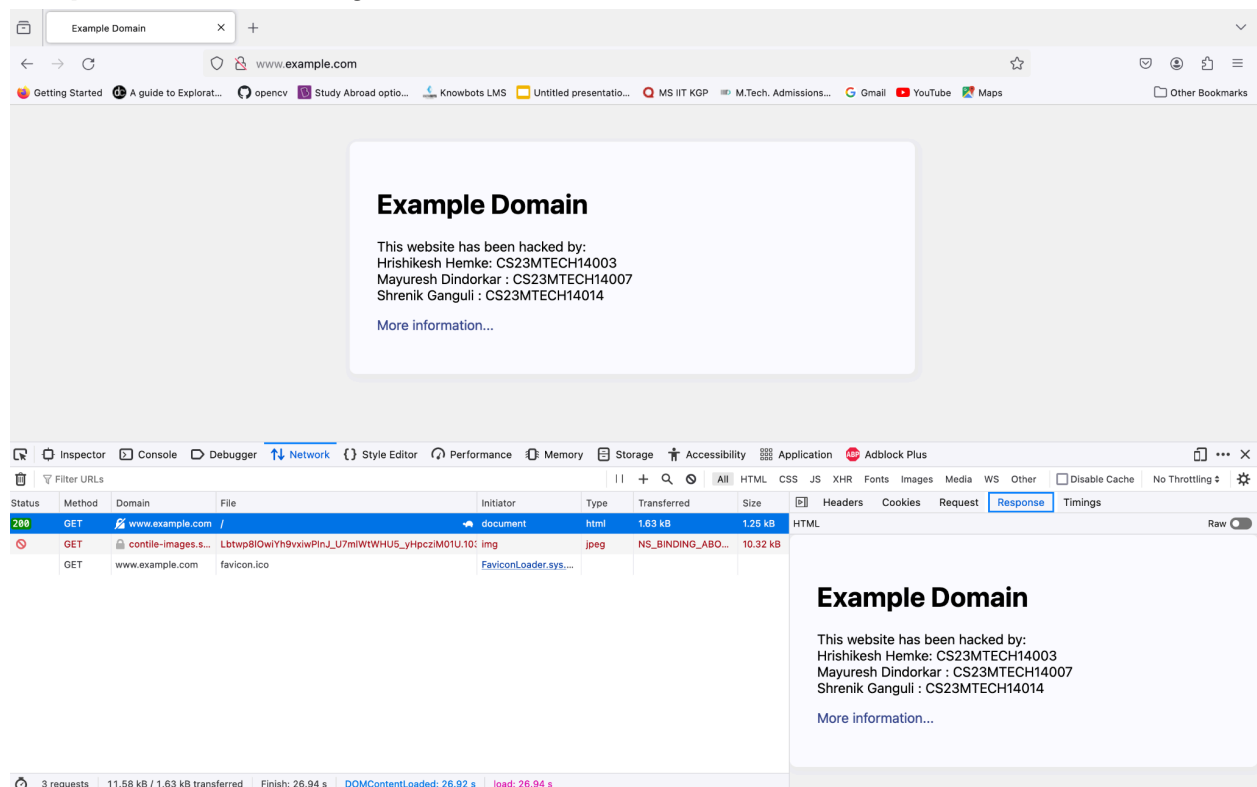 Example Domain
www.example.com
Getting Started A guide to Explorat... opencv Study Abroad optio... Knowbots LMS Untitled presentatio... MS IIT KGP M.Tech. Admissions... Gmail YouTube Maps Other Bookmarks
Example Domain
This website has been hacked by:
Hrishikesh Hemke: CS23MTECH14003
Mayuresh Dindorkar : CS23MTECH14007
Shrenik Ganguli : CS23MTECH14014
More information...
Inspector Console Debugger Network Style Editor Performance Memory Storage Accessibility Application ABP Adblock Plus
Filter URLs All HTML CSS JS XHR Fonts Images Media WS Other Disable Cache No Throttling
Status Method Domain File Initiator Type Transferred Size Headers Cookies Request Response Timings
200 GET www.example.com / document html 1.63 kB 1.25 kB HTML Raw
GET contile-images.s... img jpeg NS_BINDING_ABO... 10.32 kB
GET www.example.com favicon.ico FaviconLoader.sys....
Example Domain
This website has been hacked by:
Hrishikesh Hemke: CS23MTECH14003
Mayuresh Dindorkar : CS23MTECH14007
Shrenik Ganguli : CS23MTECH14014
More information...
3 requests 11.58 kB / 1.63 kB transferred Finish: 26.94 s DOMContentLoaded: 26.92 s load: 26.94 s